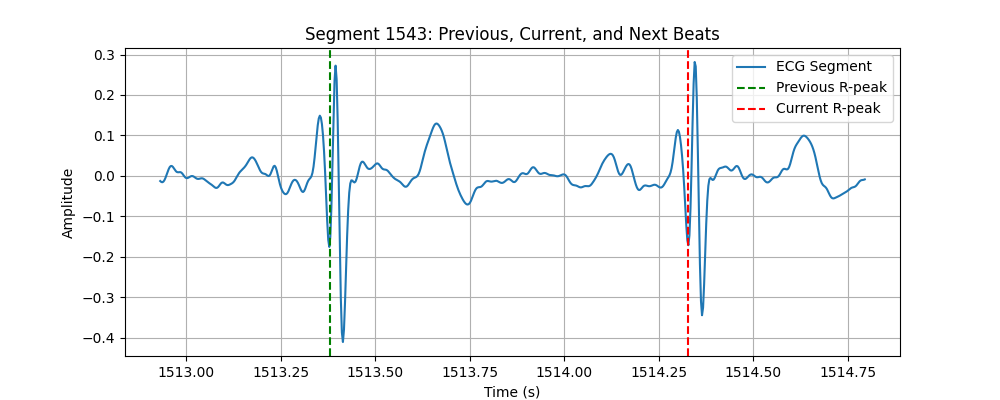 Segment 1543: Previous, Current, and Next Beats
ECG Segment
Previous R-peak
Current R-peak
Amplitude
0.3
0.2
0.1
0.0
−0.1
−0.2
−0.3
−0.4
1513.00 1513.25 1513.50 1513.75 1514.00 1514.25 1514.50 1514.75
Time (s)